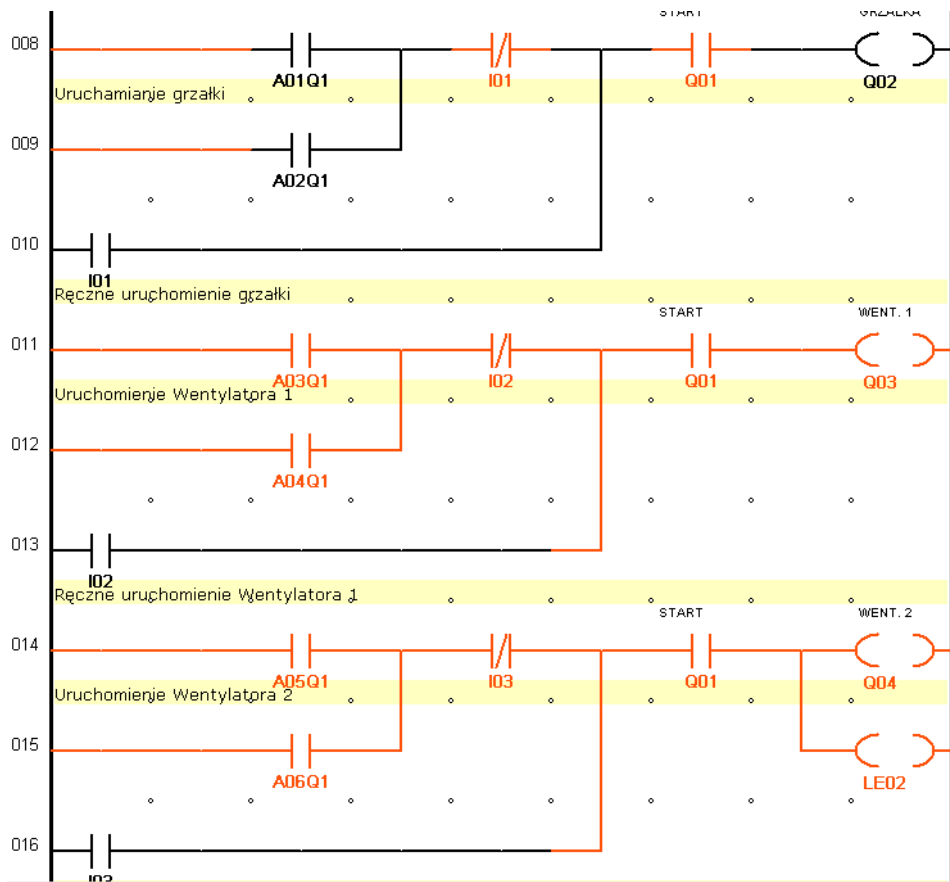 START GRZAŁKA
008
A01Q1 I01 Q01 Q02
Uruchamianie grzałki
009
A02Q1
010
I01
Ręczne uruchomienie grzałki
START WENT. 1
011
A03Q1 I02 Q01 Q03
Uruchomienie Wentylatora 1
012
A04Q1
013
I02
Ręczne uruchomienie Wentylatora 1
START WENT. 2
014
A05Q1 I03 Q01 Q04
Uruchomienie Wentylatora 2
015
A06Q1 LE02
016
I03